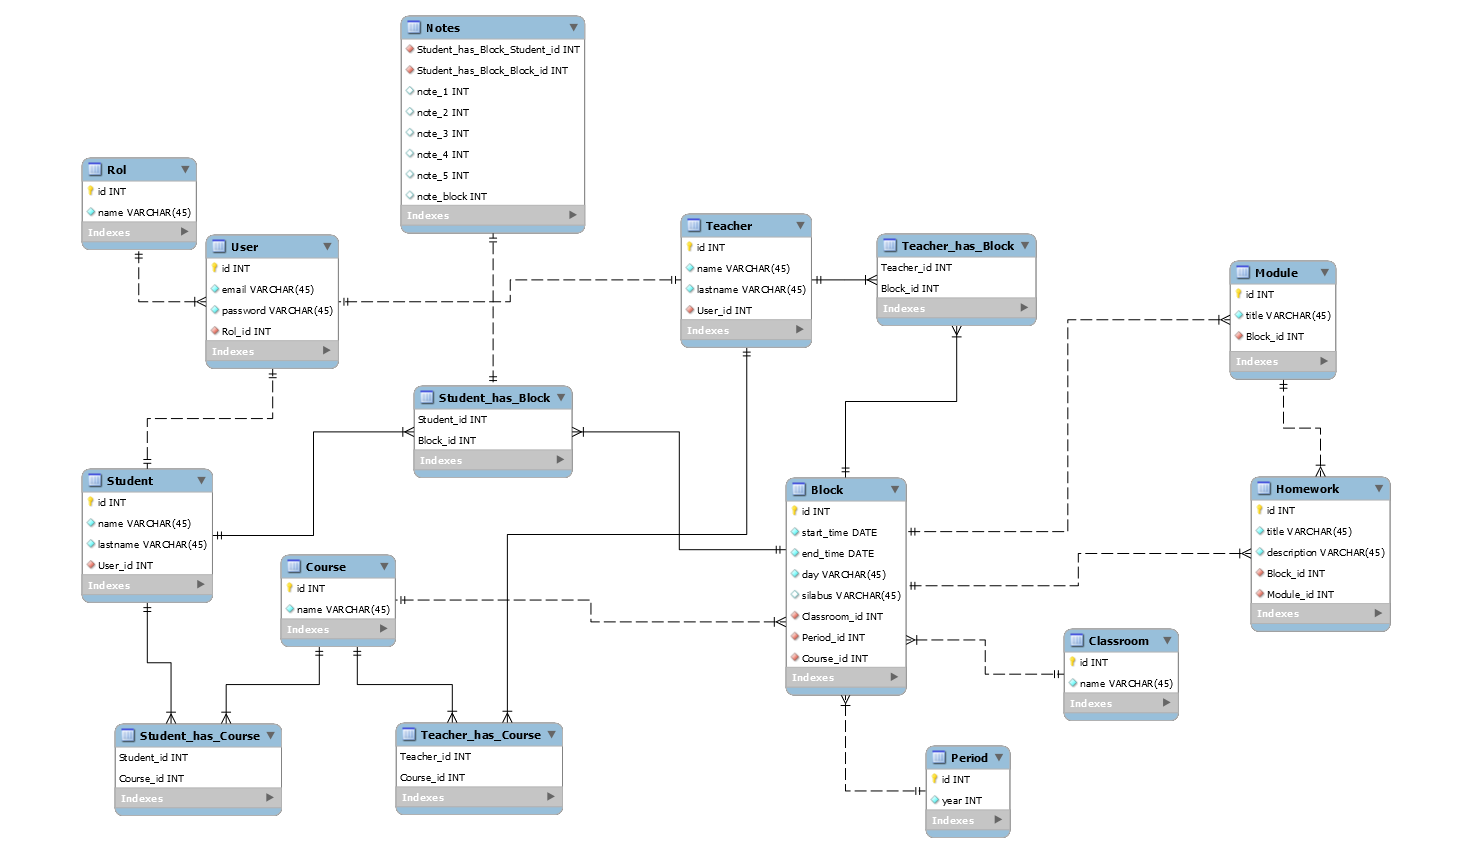 Notes
Student_has_Block_Student_id INT
Student_has_Block_Block_id INT
note_1 INT
note_2 INT
note_3 INT
note_4 INT
note_5 INT
note_block INT
Indexes
Rol
id INT
name VARCHAR(45)
Indexes
User
id INT
email VARCHAR(45)
password VARCHAR(45)
Rol_id INT
Indexes
Teacher
id INT
name VARCHAR(45)
lastname VARCHAR(45)
User_id INT
Indexes
Teacher_has_Block
Teacher_id INT
Block_id INT
Indexes
Module
id INT
title VARCHAR(45)
Block_id INT
Indexes
Student_has_Block
Student_id INT
Block_id INT
Indexes
Student
id INT
name VARCHAR(45)
lastname VARCHAR(45)
User_id INT
Indexes
Course
id INT
name VARCHAR(45)
Indexes
Block
id INT
start_time DATE
end_time DATE
day VARCHAR(45)
silabus VARCHAR(45)
Classroom_id INT
Period_id INT
Course_id INT
Indexes
Homework
id INT
title VARCHAR(45)
description VARCHAR(45)
Block_id INT
Module_id INT
Indexes
Classroom
id INT
name VARCHAR(45)
Indexes
Student_has_Course
Student_id INT
Course_id INT
Indexes
Teacher_has_Course
Teacher_id INT
Course_id INT
Indexes
Period
id INT
year INT
Indexes